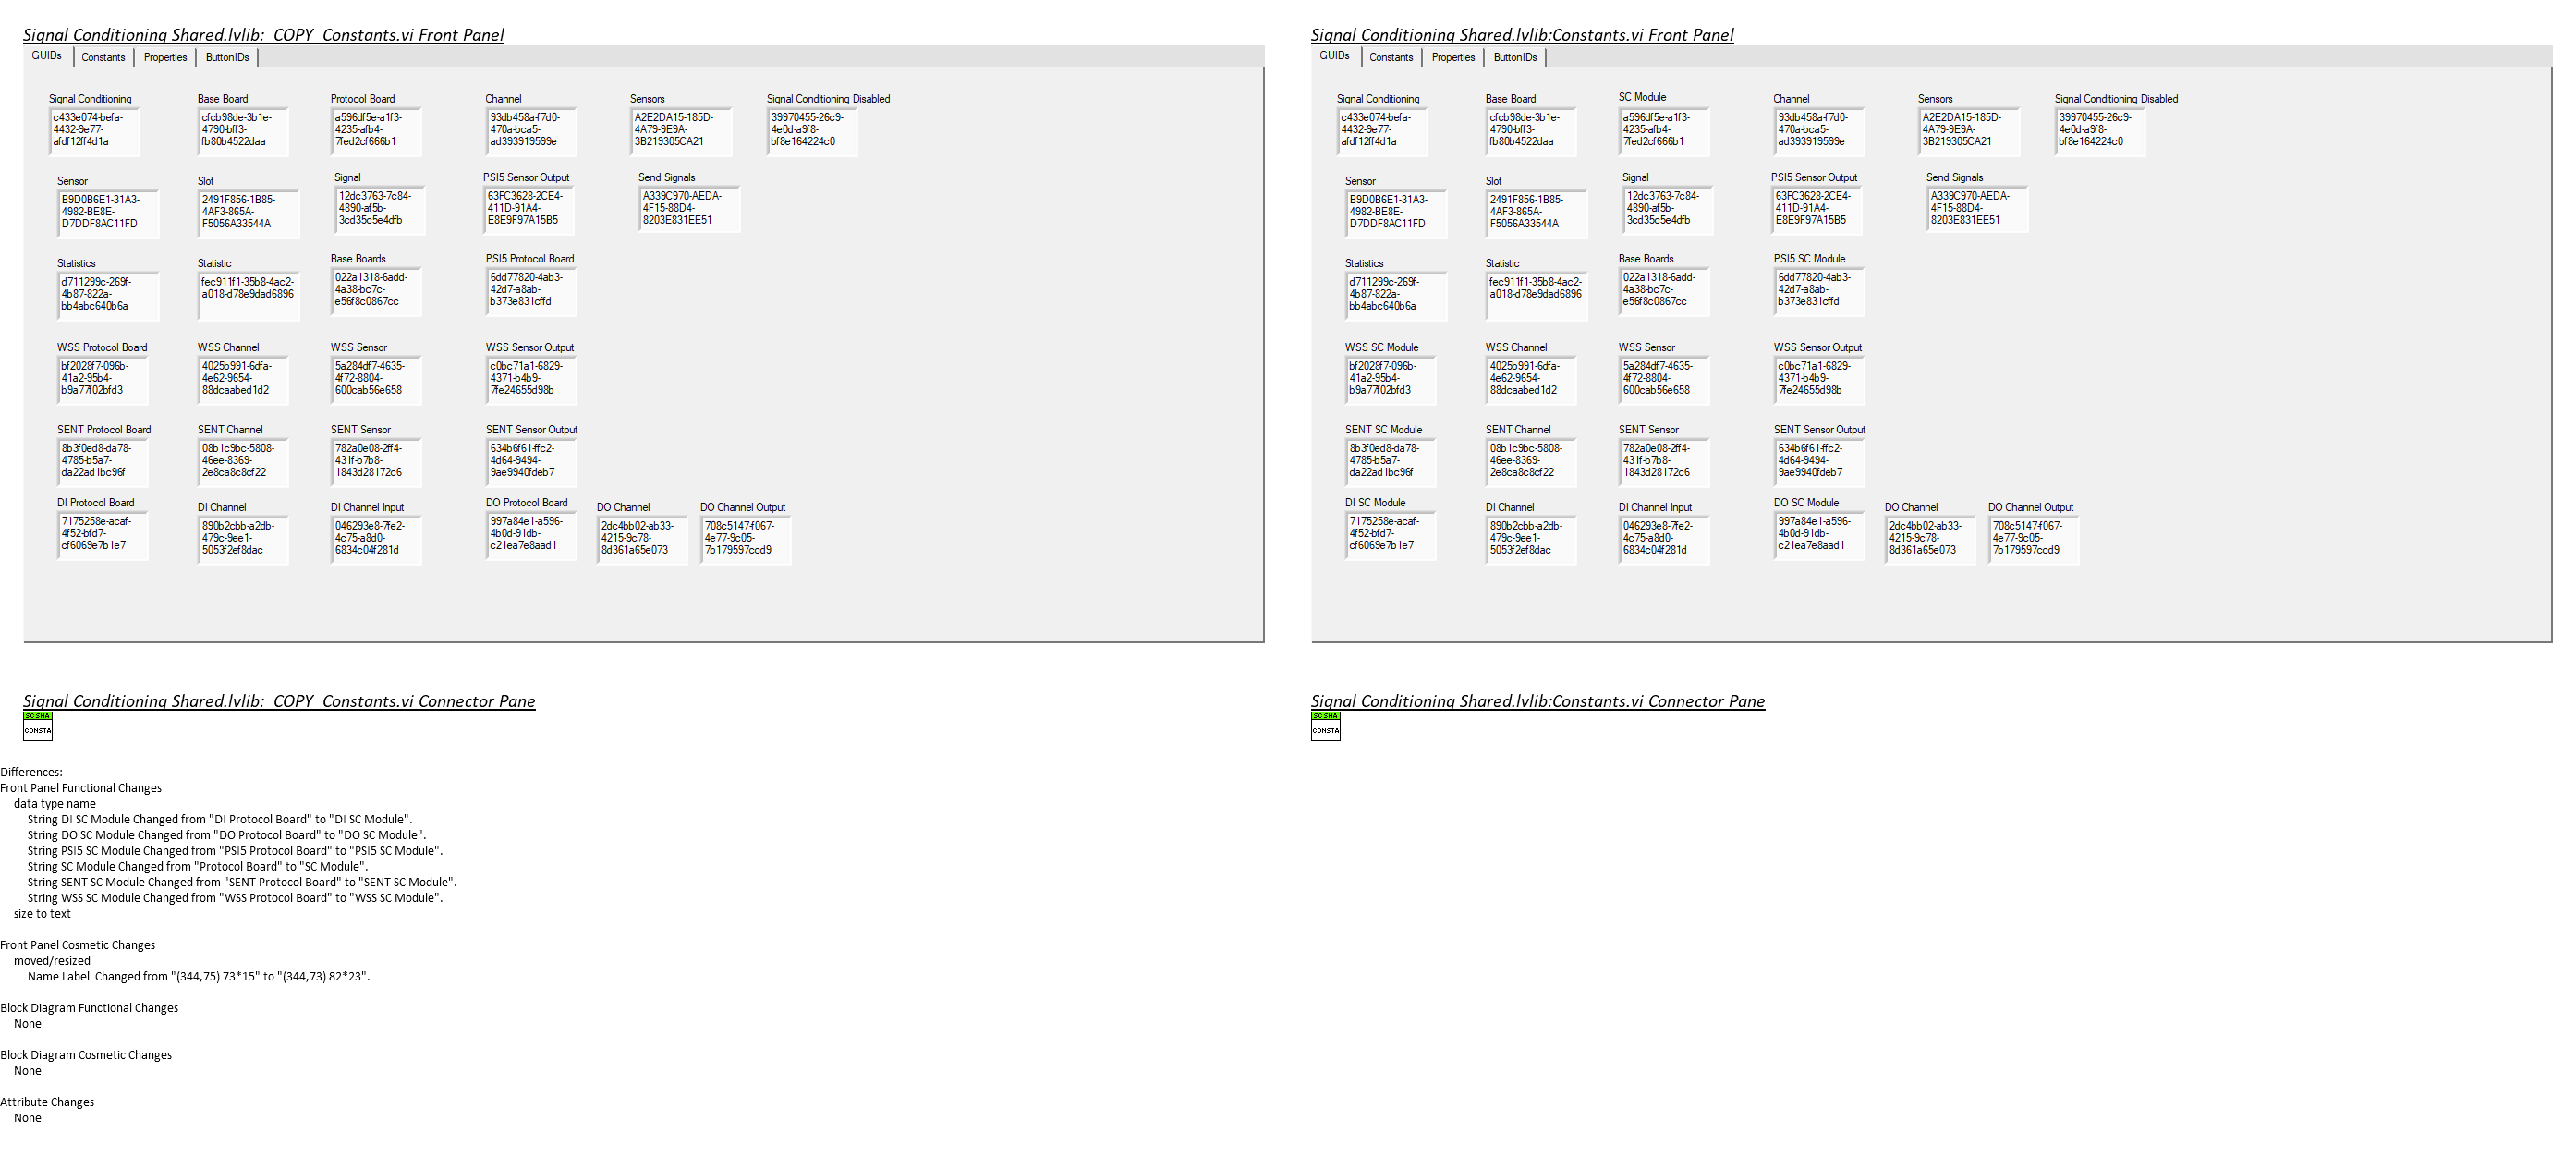 Signal Conditioning Shared.lvlib:_COPY_Constants.vi Front Panel
GUIDs Constants Properties ButtonIDs
Signal Conditioning Base Board Protocol Board Channel Sensors Signal Conditioning Disabled
c433e074-befa- cfcb98de-3b1e- a596df5e-a1f3- 93db458a-f7d0- A2E2DA15-185D- 39970455-26c9-
4432-9e77- 4790-bff3- 4235-afb4- 470a-bca5- 4A79-9E9A- 4e0d-a9f8-
afdf12ff4d1a fb80b4522daa 7fed2cf666b1 ad393919599e 3B219305CA21 bf8e164224c0
Sensor Slot Signal PSI5 Sensor Output Send Signals
B9D0B6E1-31A3- 2491F856-1B85- 12dc3763-7c84- 63FC3628-2CE4- A339C970-AEDA-
4982-BE8E- 4AF3-865A- 4890-af5b- 411D-91A4- 4F15-88D4-
D7DDF8AC11FD F5056A33544A 3cd35c5e4dfb E8E9F97A15B5 8203E831EE51
Statistics Statistic Base Boards PSI5 Protocol Board
d711299c-269f- fec911f1-35b8-4ac2- 022a1318-6add- 6dd77820-4ab3-
4b87-822a- a018-d78e9dad6896 4a38-bc7c- 42d7-a8ab-
bb4abc640b6a e56f8c0867cc b373e831cffd
WSS Protocol Board WSS Channel WSS Sensor WSS Sensor Output
bf2028f7-096b- 4025b991-6dfa- 5a284df7-4635- c0bc71a1-6829-
41a2-95b4- 4e62-9654- 4f72-8804- 4371-b4b9-
b9a77f02bfd3 88dcaabed1d2 600cab56e658 7fe24655d98b
SENT Protocol Board SENT Channel SENT Sensor SENT Sensor Output
8b3f0ed8-da78- 08b1c9bc-5808- 782a0e08-2ff4- 634b6f61-ffc2-
4785-b5a7- 46ee-8369- 431f-b7b8- 4d64-9494-
da22ad1bc96f 2e8ca8c8cf22 1843d28172c6 9ae9940fdeb7
DI Protocol Board DI Channel DI Channel Input DO Protocol Board DO Channel DO Channel Output
7175258e-acaf- 890b2cbb-a2db- 046293e8-7fe2- 997a84e1-a596- 2dc4bb02-ab33- 708c5147-f067-
4f52-bfd7- 479c-9ee1- 4c75-a8d0- 4b0d-91db- 4215-9c78- 4e77-9c05-
cf6069e7b1e7 5053f2ef8dac 6834c04f281d c21ea7e8aad1 8d361a65e073 7b179597ccd9
Signal Conditioning Shared.lvlib:Constants.vi Front Panel
GUIDs Constants Properties ButtonIDs
Signal Conditioning Base Board SC Module Channel Sensors Signal Conditioning Disabled
c433e074-befa- cfcb98de-3b1e- a596df5e-a1f3- 93db458a-f7d0- A2E2DA15-185D- 39970455-26c9-
4432-9e77- 4790-bff3- 4235-afb4- 470a-bca5- 4A79-9E9A- 4e0d-a9f8-
afdf12ff4d1a fb80b4522daa 7fed2cf666b1 ad393919599e 3B219305CA21 bf8e164224c0
Sensor Slot Signal PSI5 Sensor Output Send Signals
B9D0B6E1-31A3- 2491F856-1B85- 12dc3763-7c84- 63FC3628-2CE4- A339C970-AEDA-
4982-BE8E- 4AF3-865A- 4890-af5b- 411D-91A4- 4F15-88D4-
D7DDF8AC11FD F5056A33544A 3cd35c5e4dfb E8E9F97A15B5 8203E831EE51
Statistics Statistic Base Boards PSI5 SC Module
d711299c-269f- fec911f1-35b8-4ac2- 022a1318-6add- 6dd77820-4ab3-
4b87-822a- a018-d78e9dad6896 4a38-bc7c- 42d7-a8ab-
bb4abc640b6a e56f8c0867cc b373e831cffd
WSS SC Module WSS Channel WSS Sensor WSS Sensor Output
bf2028f7-096b- 4025b991-6dfa- 5a284df7-4635- c0bc71a1-6829-
41a2-95b4- 4e62-9654- 4f72-8804- 4371-b4b9-
b9a77f02bfd3 88dcaabed1d2 600cab56e658 7fe24655d98b
SENT SC Module SENT Channel SENT Sensor SENT Sensor Output
8b3f0ed8-da78- 08b1c9bc-5808- 782a0e08-2ff4- 634b6f61-ffc2-
4785-b5a7- 46ee-8369- 431f-b7b8- 4d64-9494-
da22ad1bc96f 2e8ca8c8cf22 1843d28172c6 9ae9940fdeb7
DI SC Module DI Channel DI Channel Input DO SC Module DO Channel DO Channel Output
7175258e-acaf- 890b2cbb-a2db- 046293e8-7fe2- 997a84e1-a596- 2dc4bb02-ab33- 708c5147-f067-
4f52-bfd7- 479c-9ee1- 4c75-a8d0- 4b0d-91db- 4215-9c78- 4e77-9c05-
cf6069e7b1e7 5053f2ef8dac 6834c04f281d c21ea7e8aad1 8d361a65e073 7b179597ccd9
Signal Conditioning Shared.lvlib:_COPY_Constants.vi Connector Pane
SC SHA
CONSTA
Signal Conditioning Shared.lvlib:Constants.vi Connector Pane
SC SHA
CONSTA
Differences:
Front Panel Functional Changes
data type name
String DI SC Module Changed from "DI Protocol Board" to "DI SC Module".
String DO SC Module Changed from "DO Protocol Board" to "DO SC Module".
String PSI5 SC Module Changed from "PSI5 Protocol Board" to "PSI5 SC Module".
String SC Module Changed from "Protocol Board" to "SC Module".
String SENT SC Module Changed from "SENT Protocol Board" to "SENT SC Module".
String WSS SC Module Changed from "WSS Protocol Board" to "WSS SC Module".
size to text
Front Panel Cosmetic Changes
moved/resized
Name Label Changed from "(344,75) 73*15" to "(344,73) 82*23".
Block Diagram Functional Changes
None
Block Diagram Cosmetic Changes
None
Attribute Changes
None